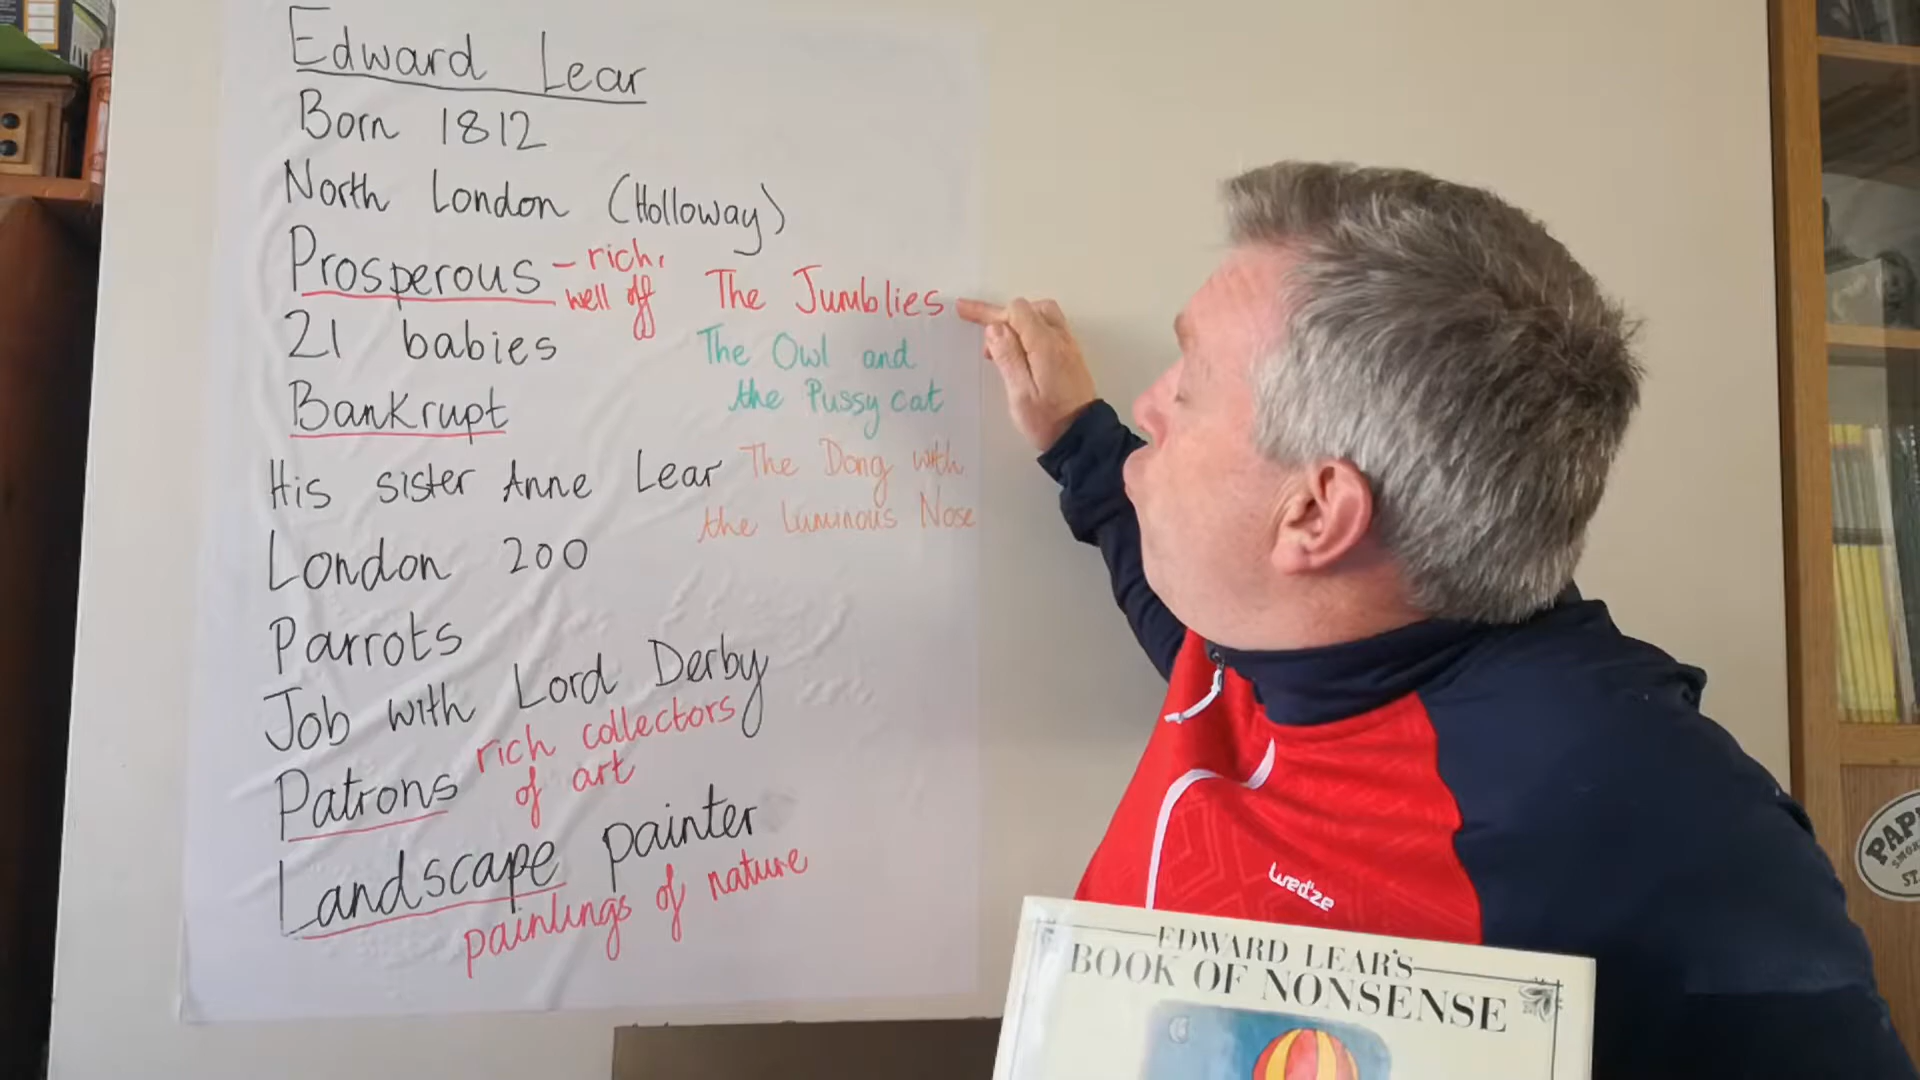 Edward Lear
Born 1812
North London (Holloway)
Prosperous – rich,
well off
21 babies
Bankrupt
His sister Anne Lear
London 200
Parrots
Job with Lord Derby
Patrons rich collectors
of art
Landscape painter
paintings of nature
The Jumblies
The Owl and
the Pussy cat
The Dong with
the Luminous Nose
wed'ze
EDWARD LEAR'S
BOOK OF NONSENSE